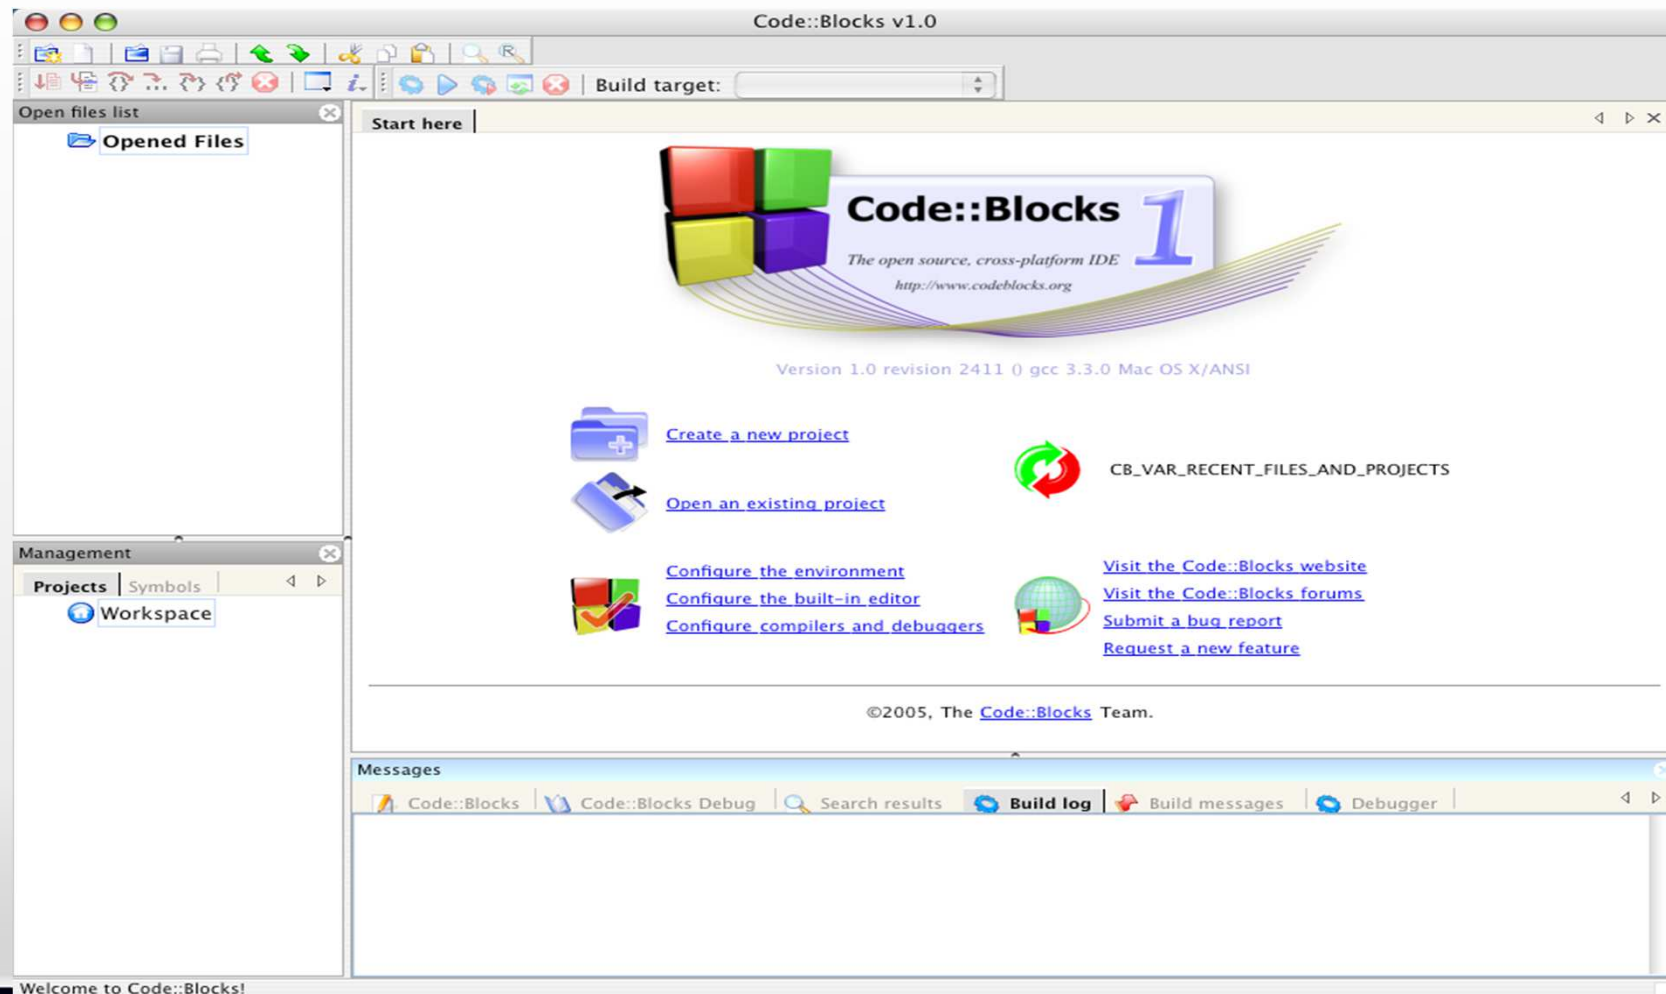 Code::Blocks v1.0
Build target:
Open files list
Opened Files
Start here
Code::Blocks 1
The open source, cross-platform IDE
http://www.codeblocks.org
Version 1.0 revision 2411 () gcc 3.3.0 Mac OS X/ANSI
Create a new project
Open an existing project
CB_VAR_RECENT_FILES_AND_PROJECTS
Configure the environment
Configure the built-in editor
Configure compilers and debuggers
Visit the Code::Blocks website
Visit the Code::Blocks forums
Submit a bug report
Request a new feature
©2005, The Code::Blocks Team.
Management
Projects Symbols
Workspace
Messages
Code::Blocks Code::Blocks Debug Search results Build log Build messages Debugger
Welcome to Code::Blocks!